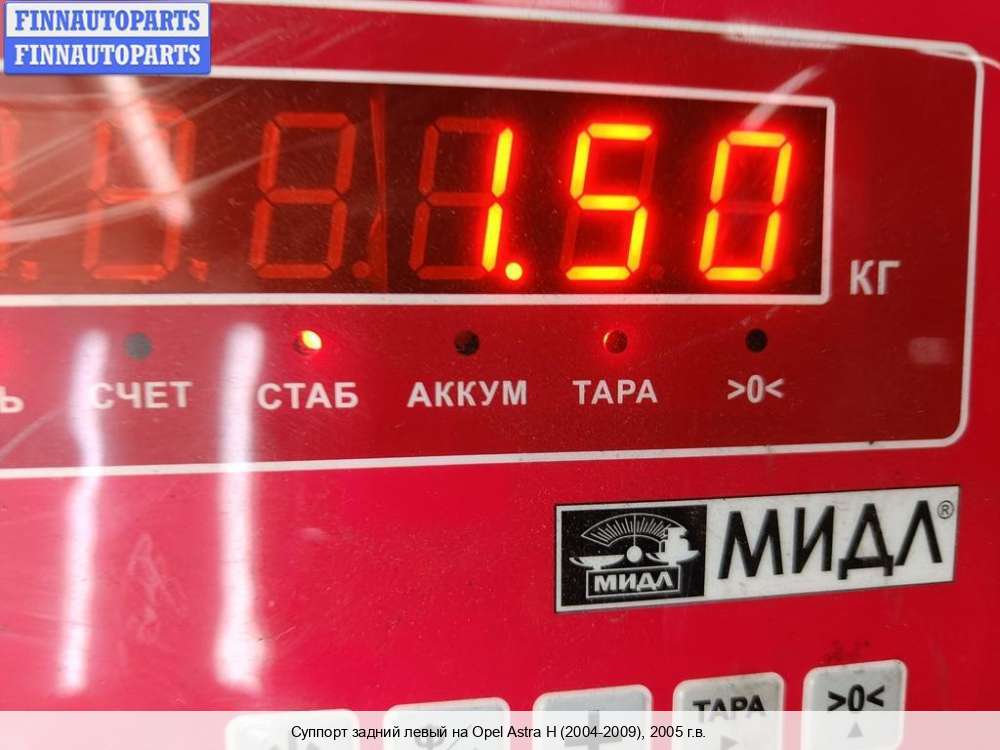 FINNAUTOPARTS
FINNAUTOPARTS
1.50
КГ
Ь СЧЕТ СТАБ АККУМ ТАРА >0<
МИДЛ МИДЛ®
ТАРА >0<
Суппорт задний левый на Opel Astra H (2004-2009), 2005 г.в.